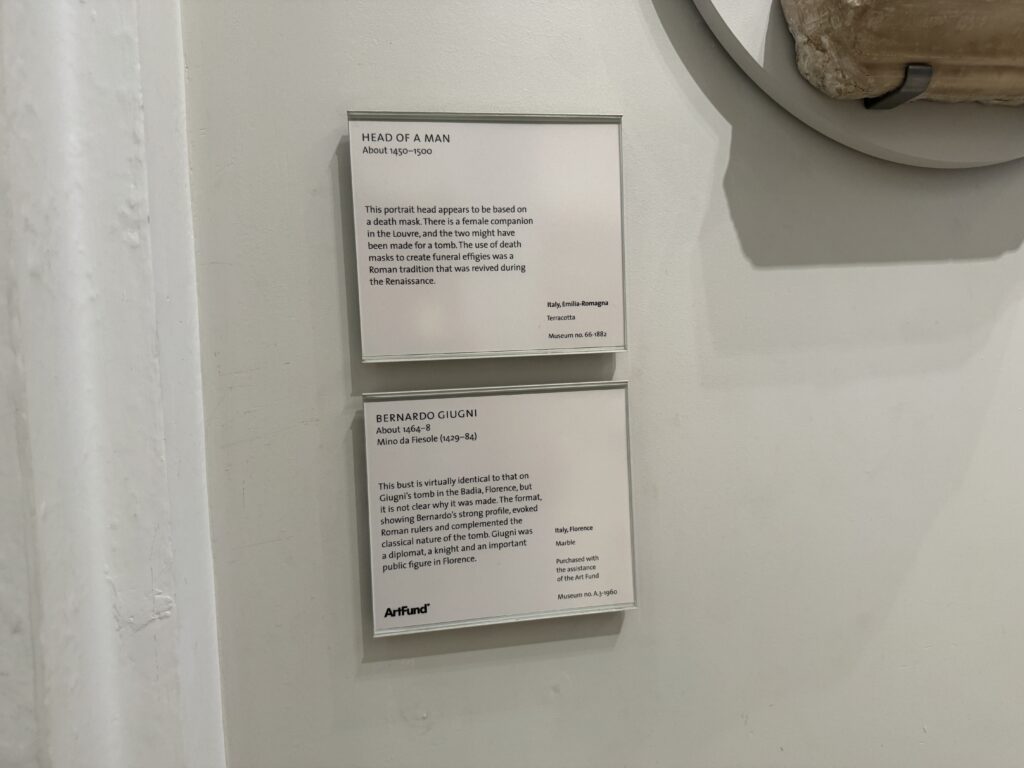 HEAD OF A MAN
About 1450–1500
This portrait head appears to be based on
a death mask. There is a female companion
in the Louvre, and the two might have
been made for a tomb. The use of death
masks to create funeral effigies was a
Roman tradition that was revived during
the Renaissance.
Italy, Emilia-Romagna
Terracotta
Museum no. 66-1882
BERNARDO GIUGNI
About 1464–8
Mino da Fiesole (1429–84)
This bust is virtually identical to that on
Giugni's tomb in the Badia, Florence, but
it is not clear why it was made. The format,
showing Bernardo's strong profile, evoked
Roman rulers and complemented the
classical nature of the tomb. Giugni was
a diplomat, a knight and an important
public figure in Florence.
Italy, Florence
Marble
Purchased with
the assistance
of the Art Fund
Museum no. A.3-1960
ArtFund